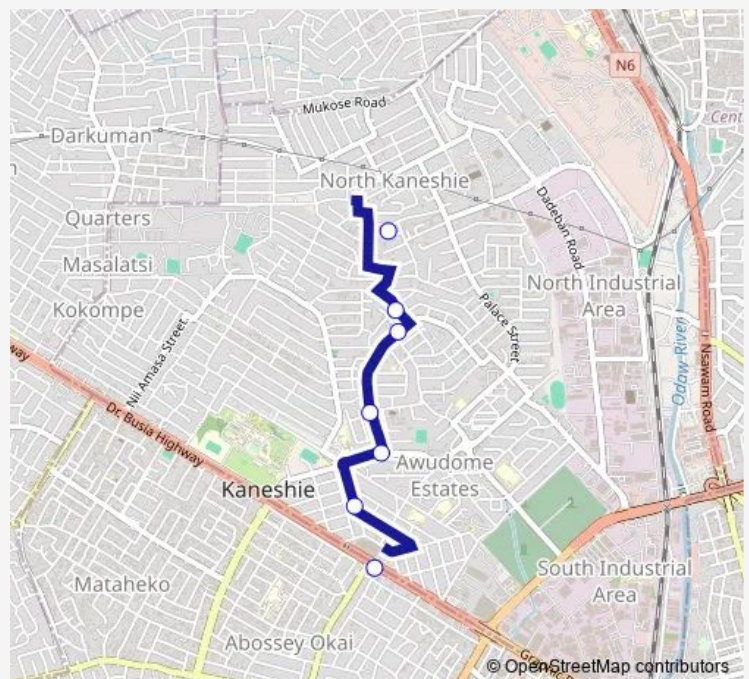 N6
Cent
Mukose Road
Darkuman
North Kaneshie
Dadeban Road
Quarters
Masalatsi
Kokompe
North Industrial
Area
Palace Street
Nii Amasa Street
Odaw River
Nsawam Road
way
Dr. Busia Highway
Awudome
Estates
Kaneshie
Mataheko
South Industrial
Area
Abossey Okai
© OpenStreetMap contributors